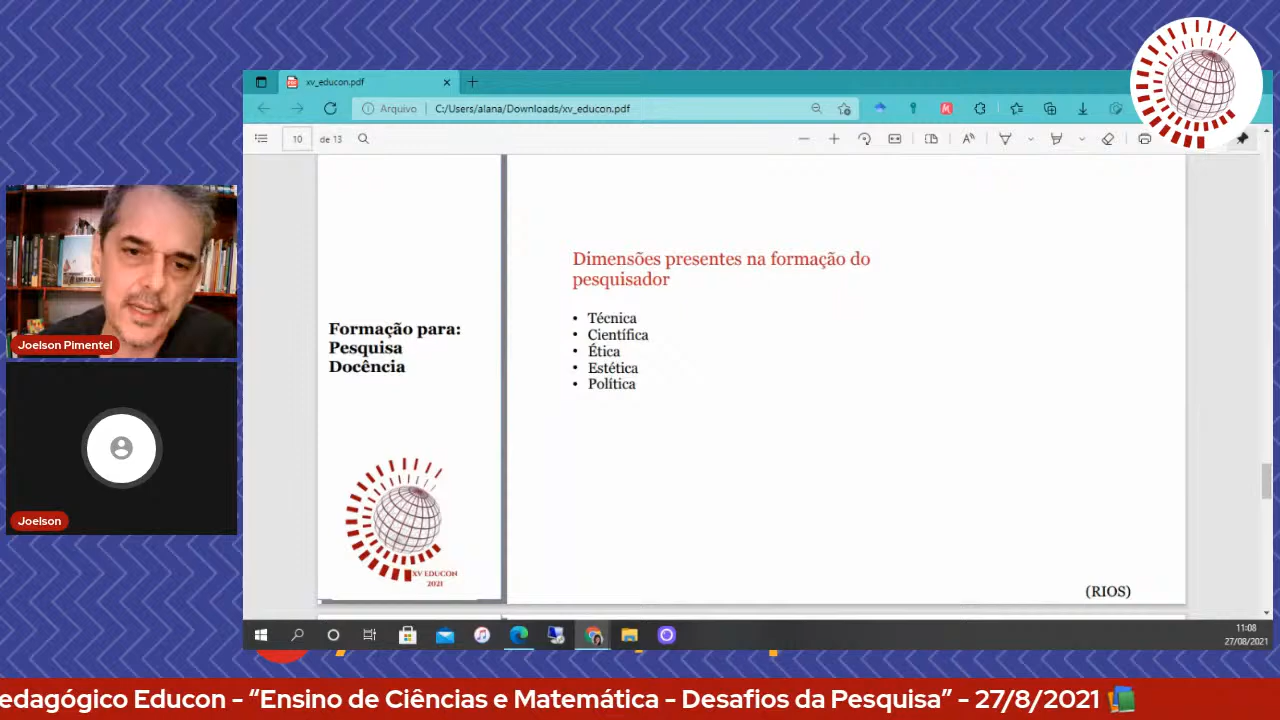 xv_educon.pdf
Arquivo
C:/Users/alana/Downloads/xv_educon.pdf
10 de 13
Dimensões presentes na formação do
pesquisador
• Técnica
• Científica
• Ética
• Estética
• Política
Formação para:
Pesquisa
Docência
XV EDUCON
2021
(RIOS)
Joelson Pimentel
Joelson
11:08
27/08/2021
edagógico Educon - “Ensino de Ciências e Matemática - Desafios da Pesquisa” - 27/8/2021